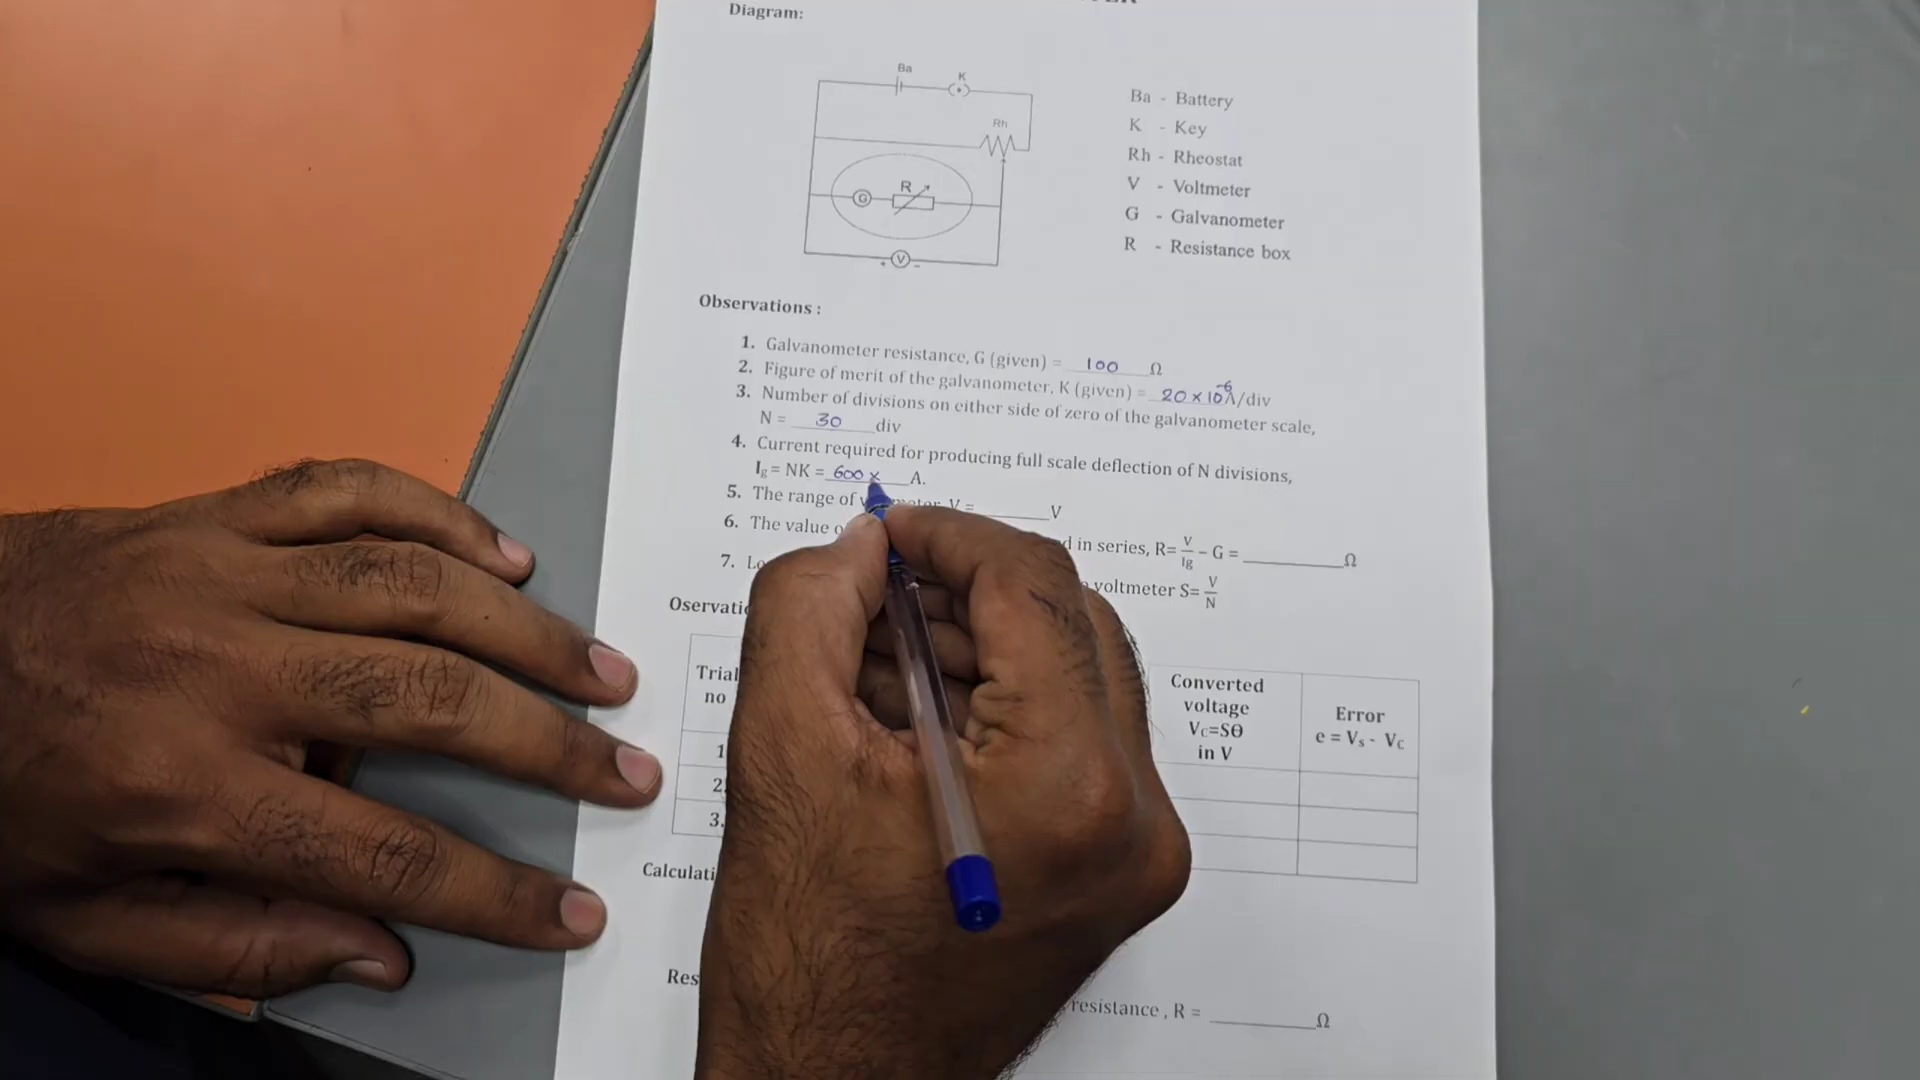 Diagram:
Ba
K
Rh
R
G
V
+ -
Ba - Battery
K - Key
Rh - Rheostat
V - Voltmeter
G - Galvanometer
R - Resistance box
Observations :
1. Galvanometer resistance, G (given) = 100 Ω
2. Figure of merit of the galvanometer, K (given) = 20 × 10⁻⁶ A/div
3. Number of divisions on either side of zero of the galvanometer scale,
N = 30 div
4. Current required for producing full scale deflection of N divisions,
Ig = NK = 600 × A.
5. The range of V = ______ V
6. The value in series, R= V/Ig – G = ______ Ω
7. voltmeter S= V/N
Trial
no
Converted
voltage
Vc=SΘ
in V
Error
e = Vs - Vc
1
2
3.
resistance , R = ______ Ω